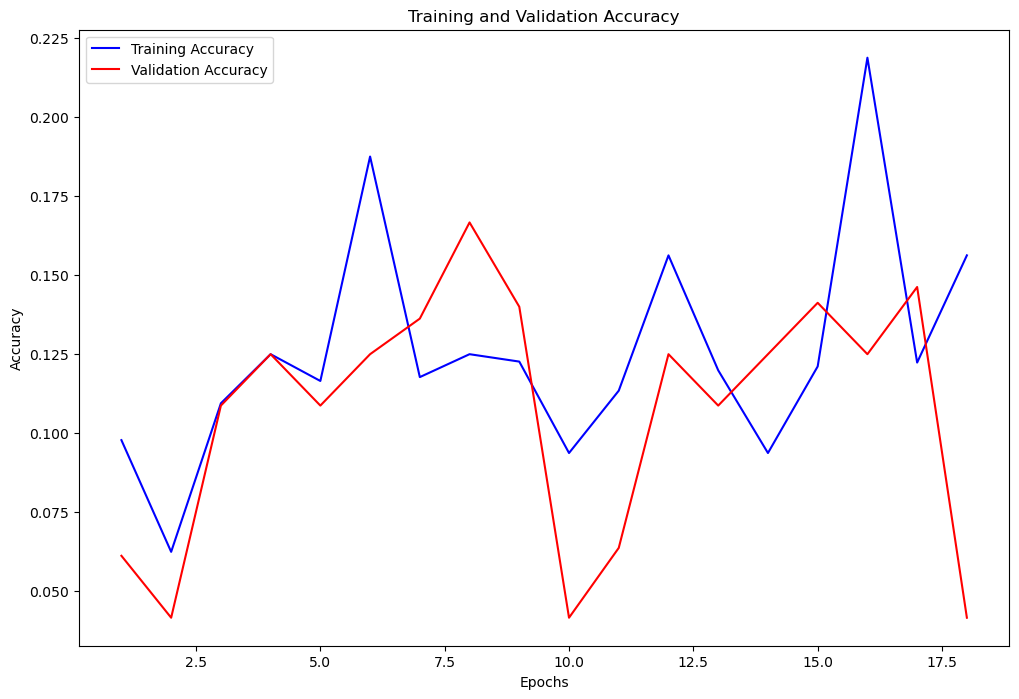 Training and Validation Accuracy
Training Accuracy
Validation Accuracy
0.225
0.200
0.175
0.150
0.125
0.100
0.075
0.050
Accuracy
2.5 5.0 7.5 10.0 12.5 15.0 17.5
Epochs